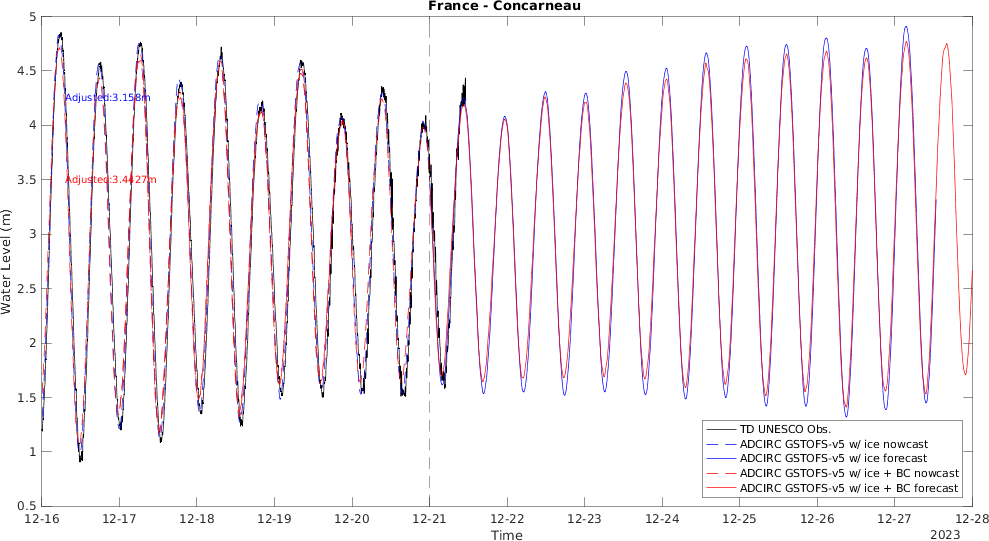 France - Concarneau
5
4.5
4
3.5
3
2.5
2
1.5
1
0.5
Water Level (m)
Adjusted:3.158m
Adjusted:3.4427m
TD UNESCO Obs.
ADCIRC GSTOFS-v5 w/ ice nowcast
ADCIRC GSTOFS-v5 w/ ice forecast
ADCIRC GSTOFS-v5 w/ ice + BC nowcast
ADCIRC GSTOFS-v5 w/ ice + BC forecast
12-16 12-17 12-18 12-19 12-20 12-21 12-22 12-23 12-24 12-25 12-26 12-27 12-28
Time
2023